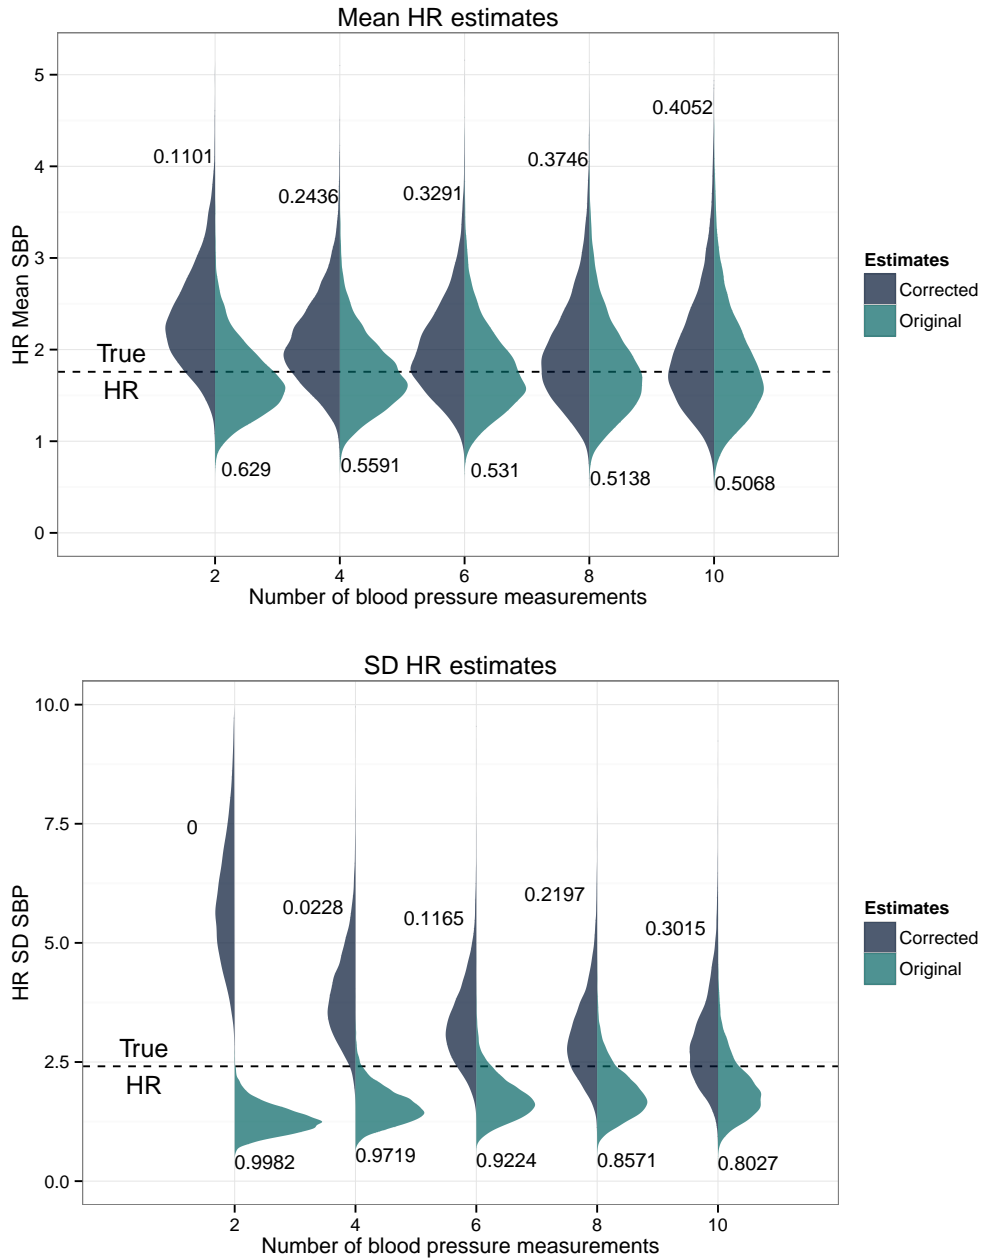 Mean HR estimates
HR Mean SBP
5
4
3
2
1
0
0.1101
0.2436
0.3291
0.3746
0.4052
True
HR
0.629
0.5591
0.531
0.5138
0.5068
2 4 6 8 10
Number of blood pressure measurements
Estimates
Corrected
Original
SD HR estimates
HR SD SBP
10.0
7.5
5.0
2.5
0.0
0
0.0228
0.1165
0.2197
0.3015
True
HR
0.9982
0.9719
0.9224
0.8571
0.8027
2 4 6 8 10
Number of blood pressure measurements
Estimates
Corrected
Original